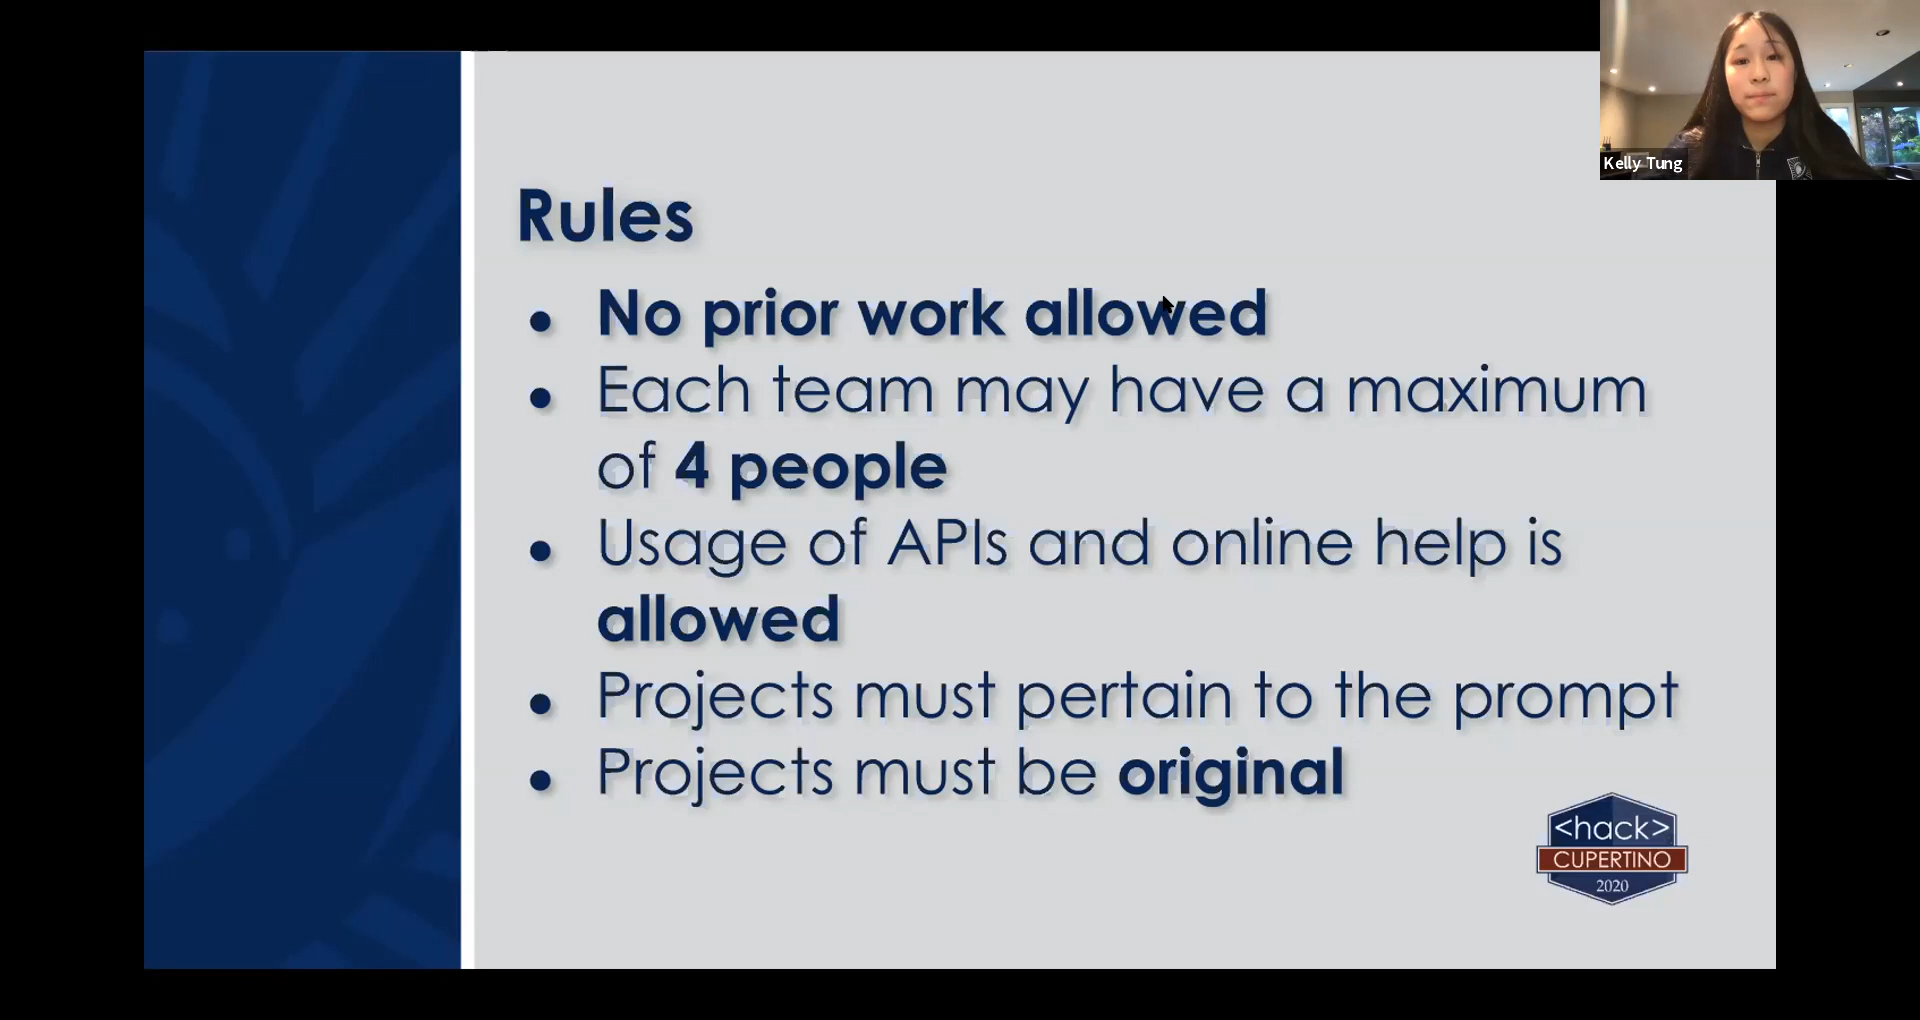 Kelly Tung
Rules
• No prior work allowed
• Each team may have a maximum
of 4 people
• Usage of APIs and online help is
allowed
• Projects must pertain to the prompt
• Projects must be original
<hack>
CUPERTINO
2020